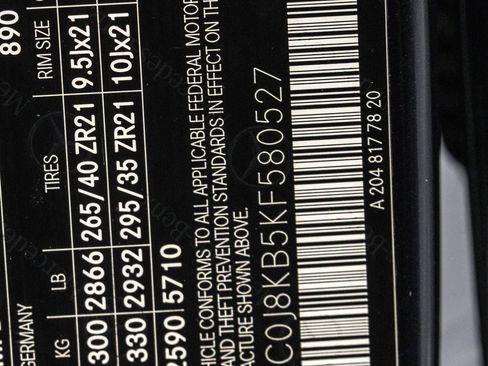 890
GERMANY
KG LB TIRES RIM SIZE
300 2866 265/40 ZR21 9.5Jx21
330 2932 295/35 ZR21 10Jx21
2590 5710
HICLE CONFORMS TO ALL APPLICABLE FEDERAL MOTOR
AND THEFT PREVENTION STANDARDS IN EFFECT ON T
ACTURE SHOWN ABOVE.
C0J8KB5KF580527
A 204 817 78 20